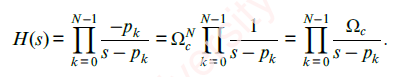 H(s) = ∏_{k=0}^{N−1} −p_k / (s − p_k) = Ω_c^N ∏_{k=0}^{N−1} 1 / (s − p_k) = ∏_{k=0}^{N−1} Ω_c / (s − p_k).